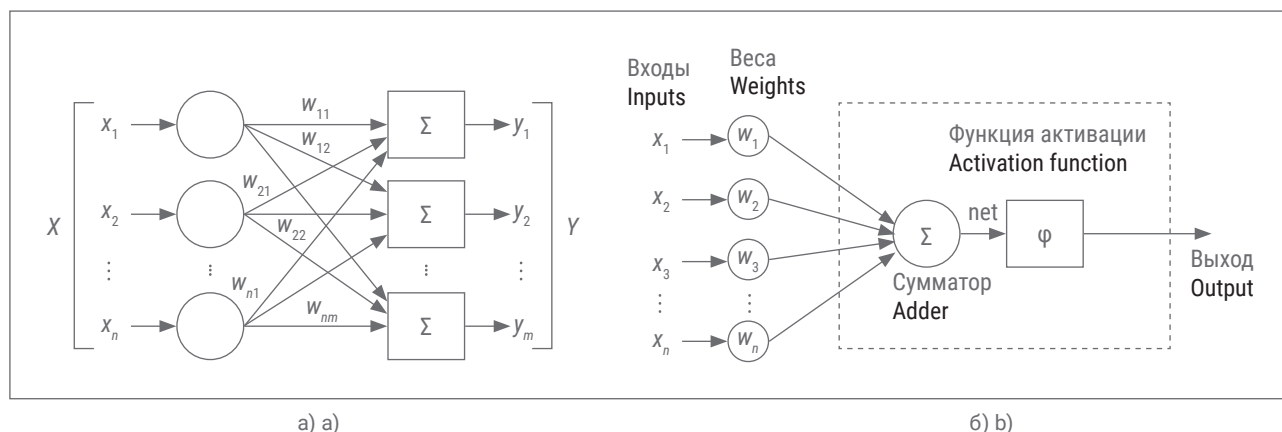 X
x₁
x₂
⋮
xₙ
...
w₁₁
w₁₂
w₂₁
w₂₂
wₙ₁
wₙₘ
Σ
Σ
...
Σ
y₁
y₂
⋮
yₘ
Y
Входы
Inputs
Веса
Weights
x₁
x₂
x₃
⋮
xₙ
w₁
w₂
w₃
⋮
wₙ
Функция активации
Activation function
Σ
net
φ
Сумматор
Adder
Выход
Output
а) a)
б) b)